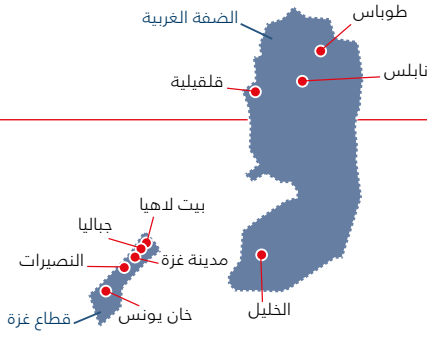 طوباس
الضفة الغربية
نابلس
قلقيلية
بيت لاهيا
جباليا
مدينة غزة
النصيرات
الخليل
خان يونس
قطاع غزة